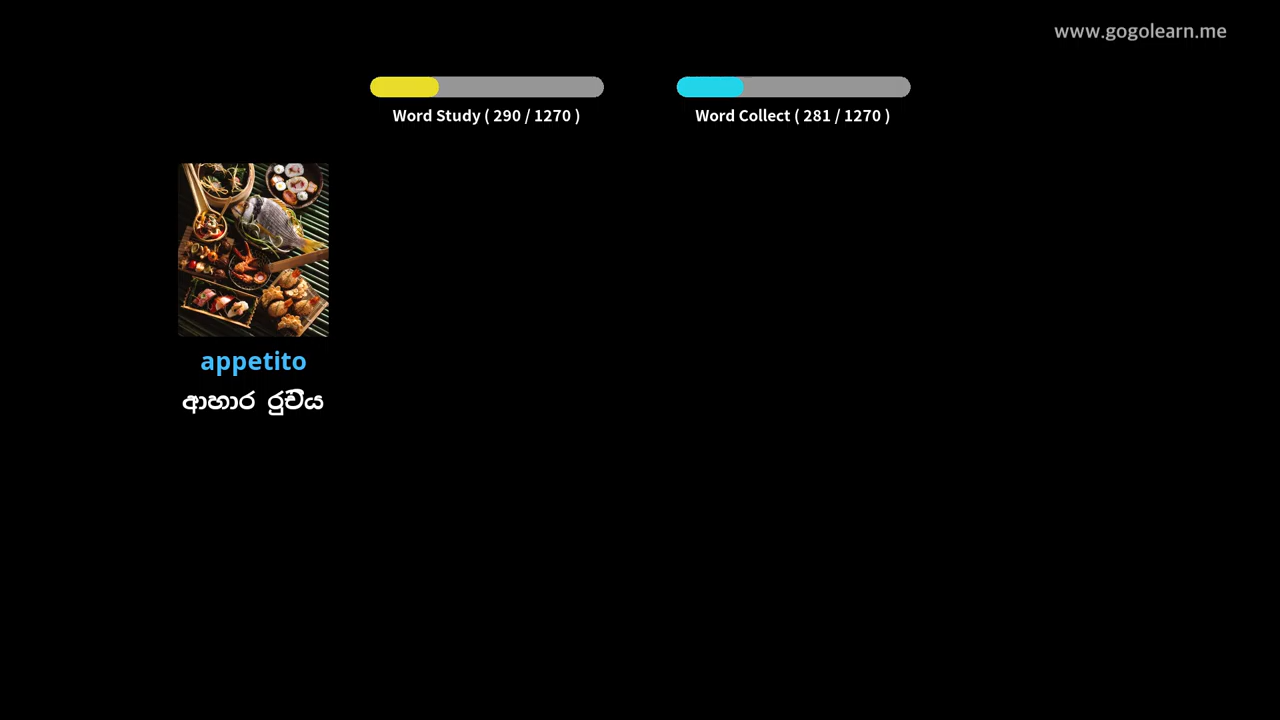 www.gogolearn.me
Word Study ( 290 / 1270 )
Word Collect ( 281 / 1270 )
appetito
ආහාර රුචිය